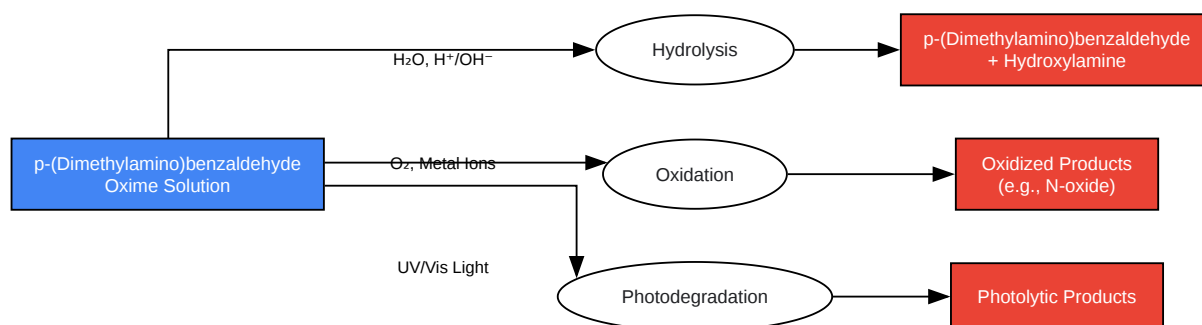 H₂O, H⁺/OH⁻
Hydrolysis
p-(Dimethylamino)benzaldehyde
+ Hydroxylamine
p-(Dimethylamino)benzaldehyde
Oxime Solution
O₂, Metal Ions
Oxidation
Oxidized Products
(e.g., N-oxide)
UV/Vis Light
Photodegradation
Photolytic Products